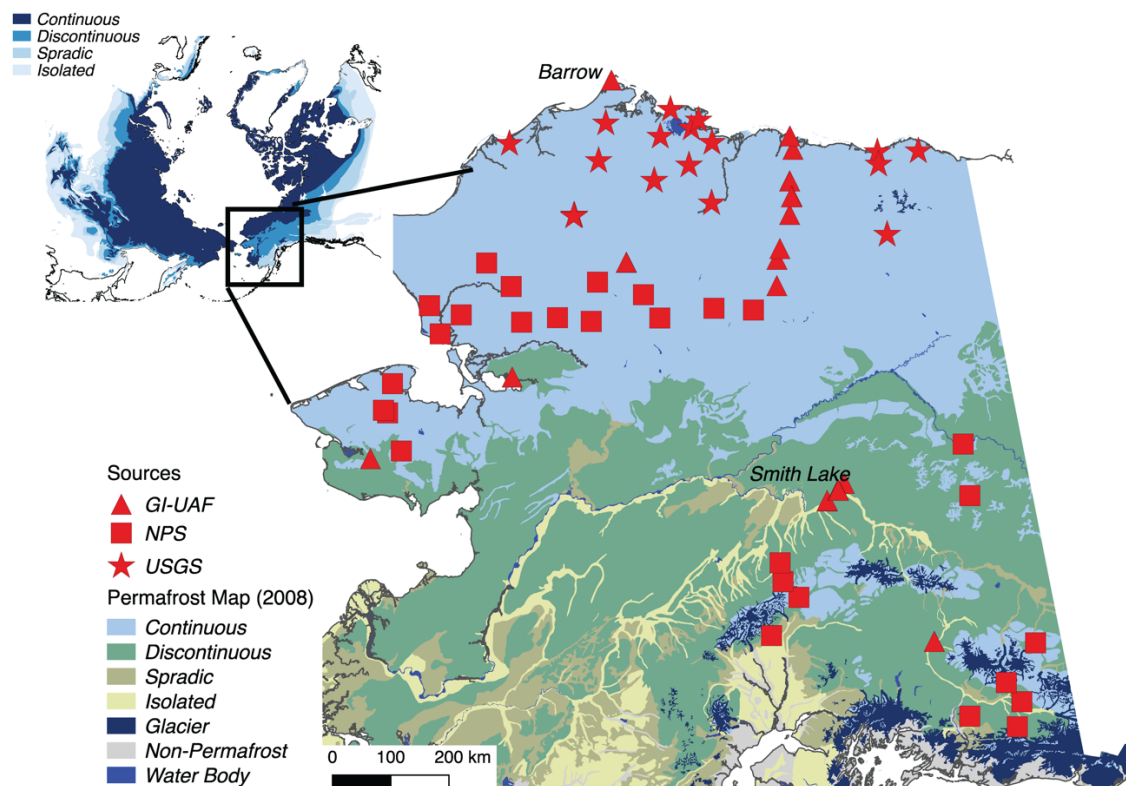 Continuous
Discontinuous
Spradic
Isolated
Barrow
Smith Lake
Sources
GI-UAF
NPS
USGS
Permafrost Map (2008)
Continuous
Discontinuous
Spradic
Isolated
Glacier
Non-Permafrost
Water Body
0 100 200 km